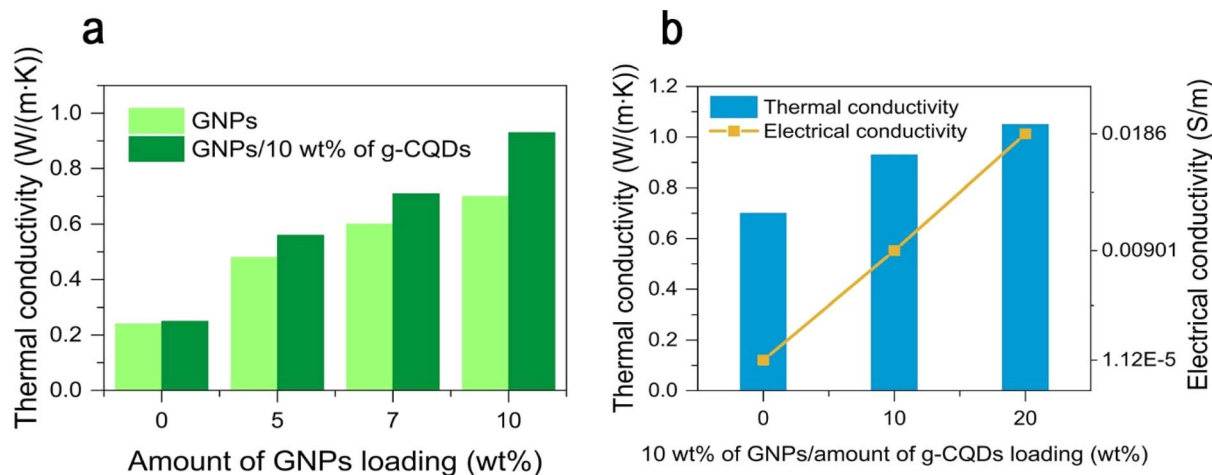 a
Thermal conductivity (W/(m·K))
1.0
0.8
0.6
0.4
0.2
0.0
GNPs
GNPs/10 wt% of g-CQDs
0 5 7 10
Amount of GNPs loading (wt%)
b
Thermal conductivity (W/(m·K))
1.2
1.0
0.8
0.6
0.4
0.2
0.0
Thermal conductivity
Electrical conductivity
0 10 20
10 wt% of GNPs/amount of g-CQDs loading (wt%)
0.0186
0.00901
1.12E-5
Electrical conductivity (S/m)